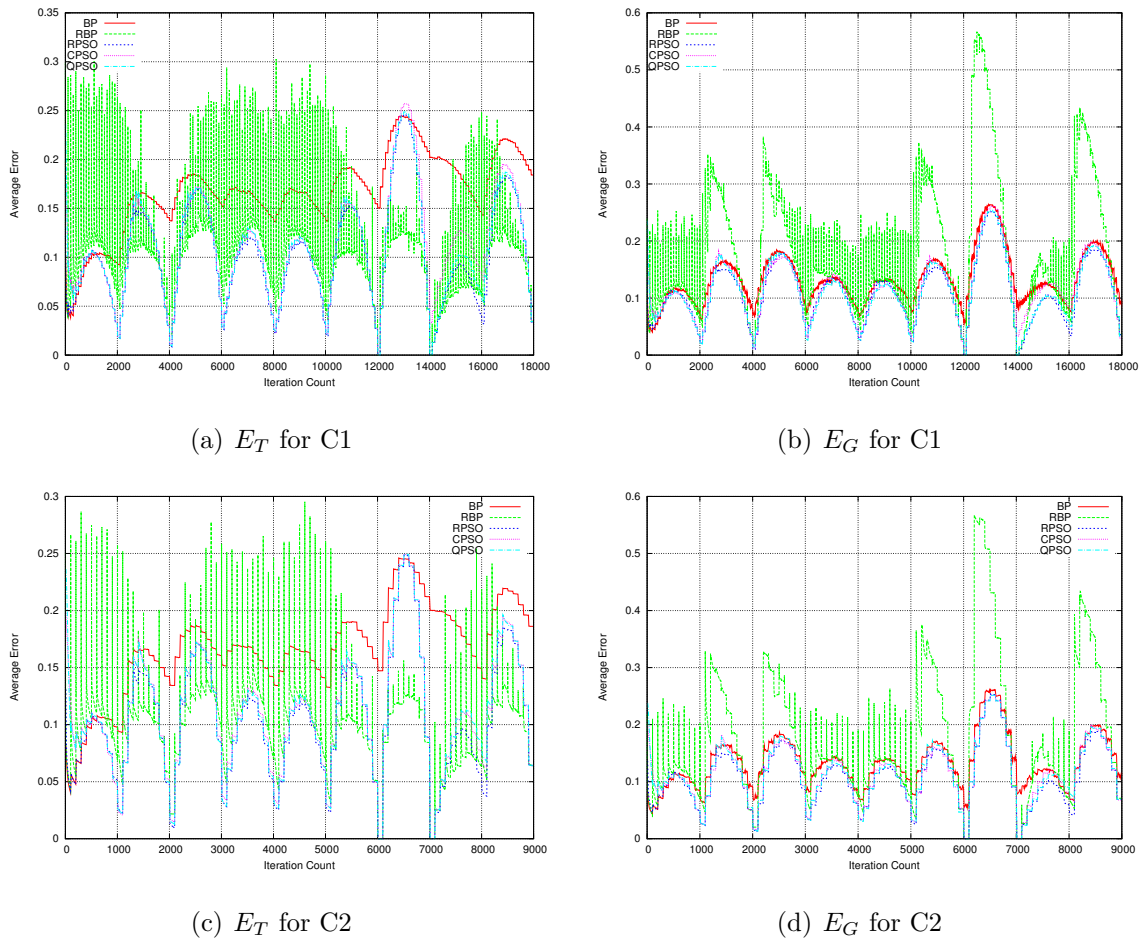 0.35
0.3
0.25
0.2
0.15
0.1
0.05
0
Average Error
BP
RBP
RPSO
CPSO
QPSO
0 2000 4000 6000 8000 10000 12000 14000 16000 18000
Iteration Count
(a) E_T for C1
0.6
0.5
0.4
0.3
0.2
0.1
0
Average Error
BP
RBP
RPSO
CPSO
QPSO
0 2000 4000 6000 8000 10000 12000 14000 16000 18000
Iteration Count
(b) E_G for C1
0.3
0.25
0.2
0.15
0.1
0.05
0
Average Error
BP
RBP
RPSO
CPSO
QPSO
0 1000 2000 3000 4000 5000 6000 7000 8000 9000
Iteration Count
(c) E_T for C2
0.6
0.5
0.4
0.3
0.2
0.1
0
Average Error
BP
RBP
RPSO
CPSO
QPSO
0 1000 2000 3000 4000 5000 6000 7000 8000 9000
Iteration Count
(d) E_G for C2